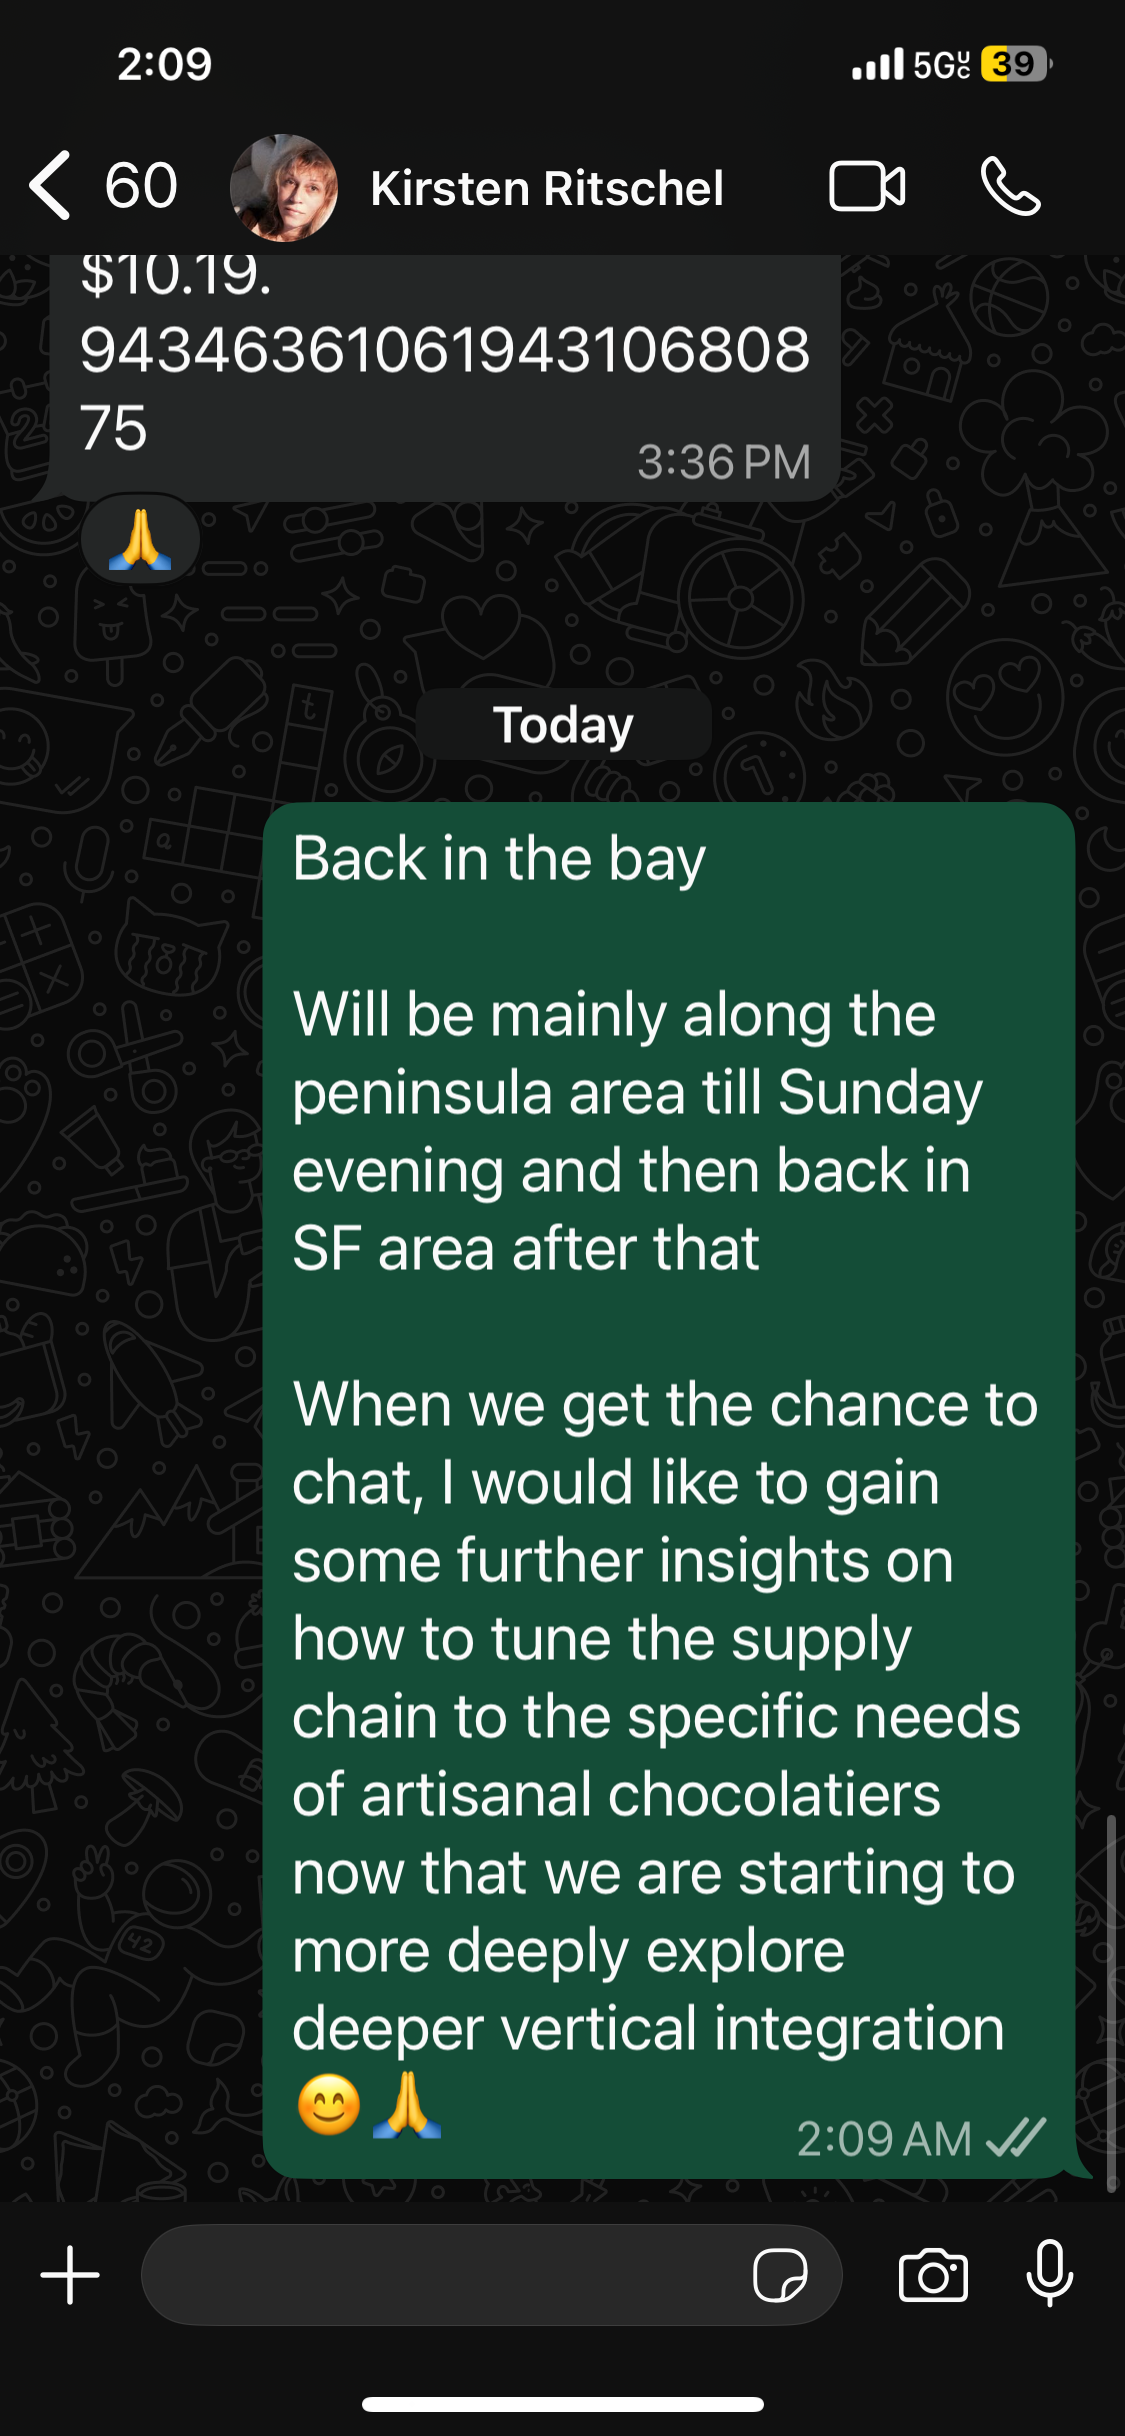 2:09
5G
39
60
Kirsten Ritschel
$10.19.
94346361061943106808
75
3:36 PM
🙏
Today
Back in the bay
Will be mainly along the
peninsula area till Sunday
evening and then back in
SF area after that
When we get the chance to
chat, I would like to gain
some further insights on
how to tune the supply
chain to the specific needs
of artisanal chocolatiers
now that we are starting to
more deeply explore
deeper vertical integration
😊🙏
2:09 AM